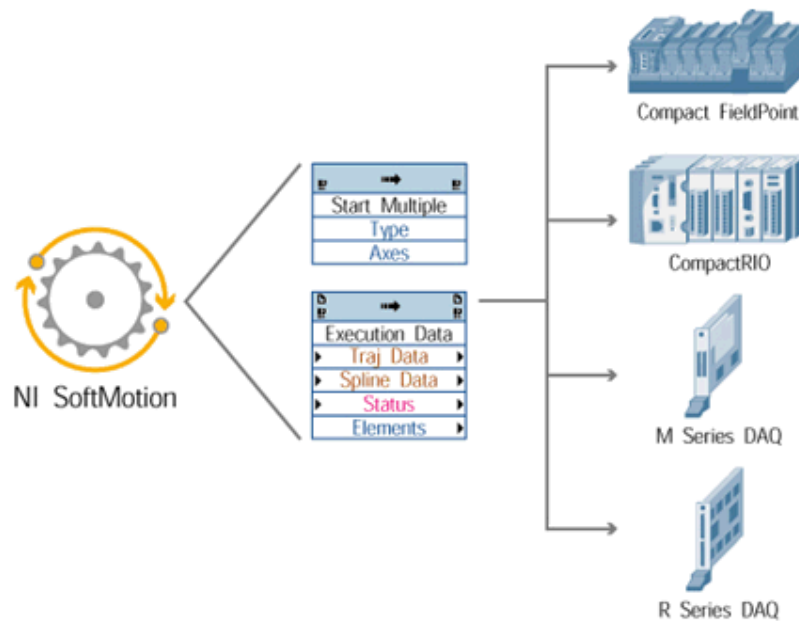 NI SoftMotion
Start Multiple
Type
Axes
Execution Data
Traj Data
Spline Data
Status
Elements
Compact FieldPoint
CompactRIO
M Series DAQ
R Series DAQ